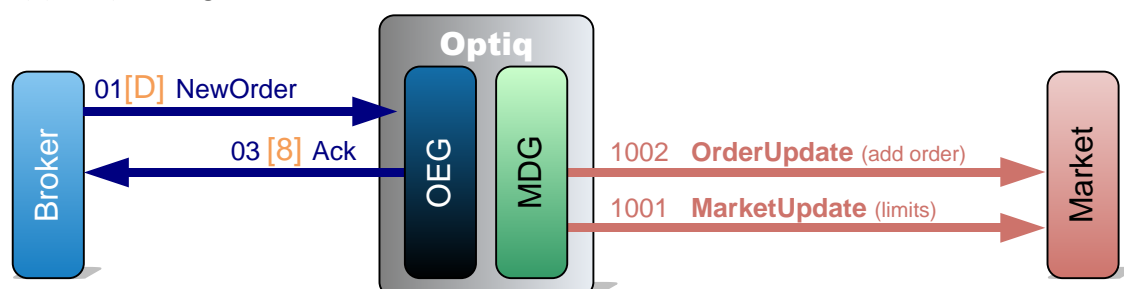 Optiq
Broker
01[D] NewOrder
03 [8] Ack
OEG
MDG
1002 OrderUpdate (add order)
1001 MarketUpdate (limits)
Market